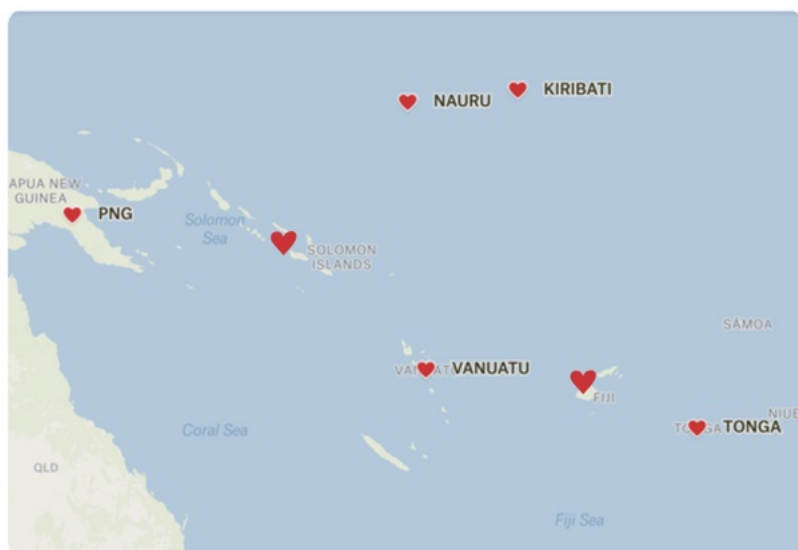 NAURU
KIRIBATI
APUA NEW
GUINEA
PNG
Solomon
Sea
SOLOMON
ISLANDS
SĀMOA
VANUATU
FIJI
NIUE
TONGA
Coral Sea
QLD
Fiji Sea